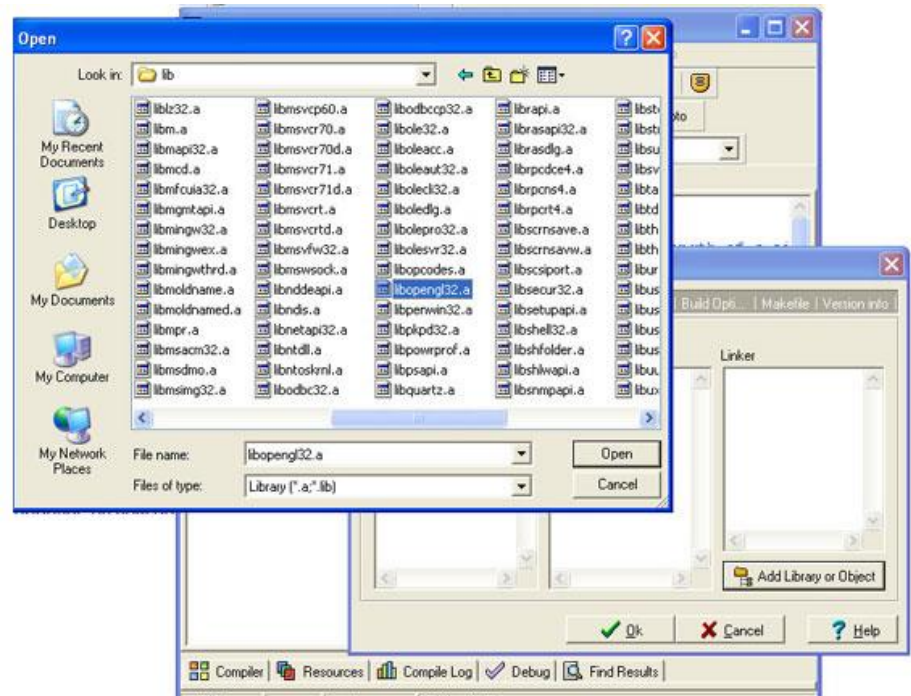 Open
Look in:
lib
My Recent
Documents
Desktop
My Documents
My Computer
My Network
Places
liblz32.a
libm.a
libmapi32.a
libmcd.a
libmfcuia32.a
libmgmtapi.a
libmingw32.a
libmingwex.a
libmingwthrd.a
libmoldname.a
libmoldnamed.a
libmpr.a
libmsacm32.a
libmsdmo.a
libmsimg32.a
libmsvcp60.a
libmsvcr70.a
libmsvcr70d.a
libmsvcr71.a
libmsvcr71d.a
libmsvcrt.a
libmsvcrtd.a
libmsvfw32.a
libmswsock.a
libnddeapi.a
libndis.a
libnetapi32.a
libntdll.a
libntoskrnl.a
libodbc32.a
libodbccp32.a
libole32.a
liboleacc.a
liboleaut32.a
libolecli32.a
liboledlg.a
libolepro32.a
libolesvr32.a
libopcodes.a
libopengl32.a
libpenwin32.a
libpkpd32.a
libpowrprof.a
libpsapi.a
libquartz.a
librapi.a
librasapi32.a
librasdlg.a
librpcdce4.a
librpcns4.a
librpcrt4.a
libscrnsave.a
libscrnsavw.a
libscsiport.a
libsecur32.a
libsetupapi.a
libshell32.a
libshfolder.a
libshlwapi.a
libsnmpapi.a
File name:
libopengl32.a
Open
Files of type:
Library (*.a;*.lib)
Cancel
Build Opti... | Makefile | Version info
Linker
Add Library or Object
Ok
Cancel
Help
Compiler
Resources
Compile Log
Debug
Find Results